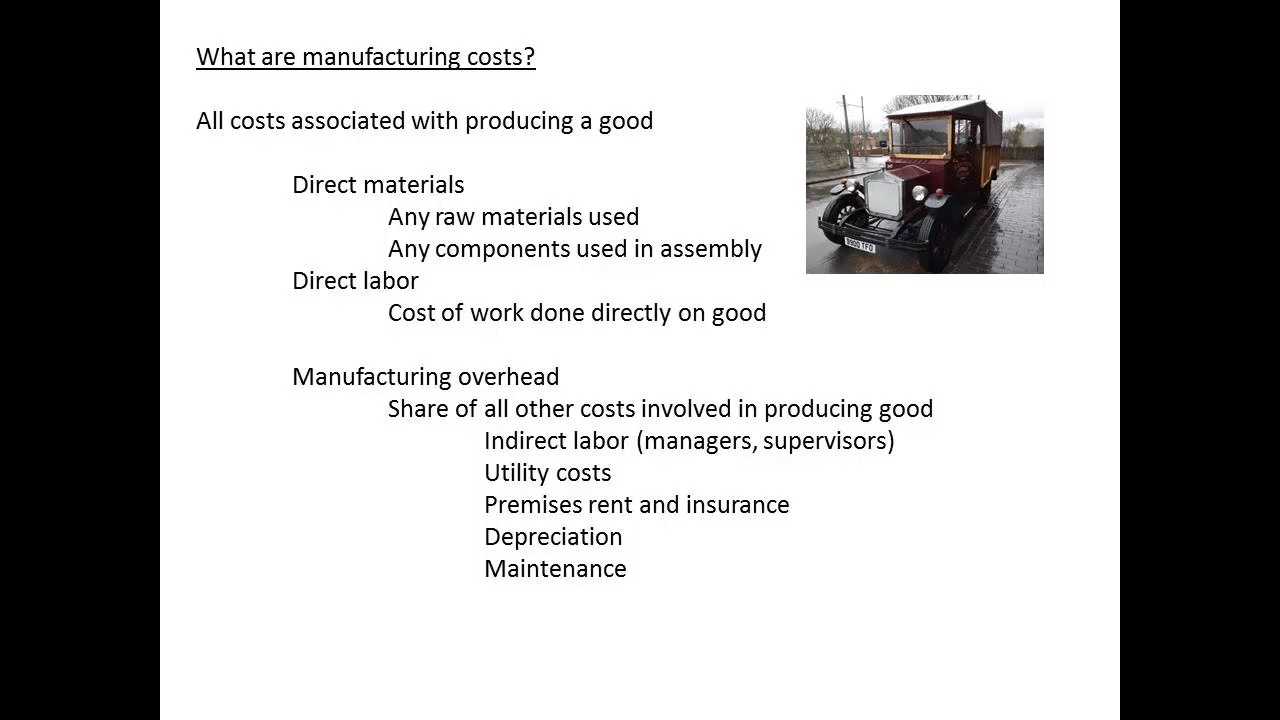 What are manufacturing costs?
All costs associated with producing a good
Direct materials
Any raw materials used
Any components used in assembly
Direct labor
Cost of work done directly on good
Manufacturing overhead
Share of all other costs involved in producing good
Indirect labor (managers, supervisors)
Utility costs
Premises rent and insurance
Depreciation
Maintenance